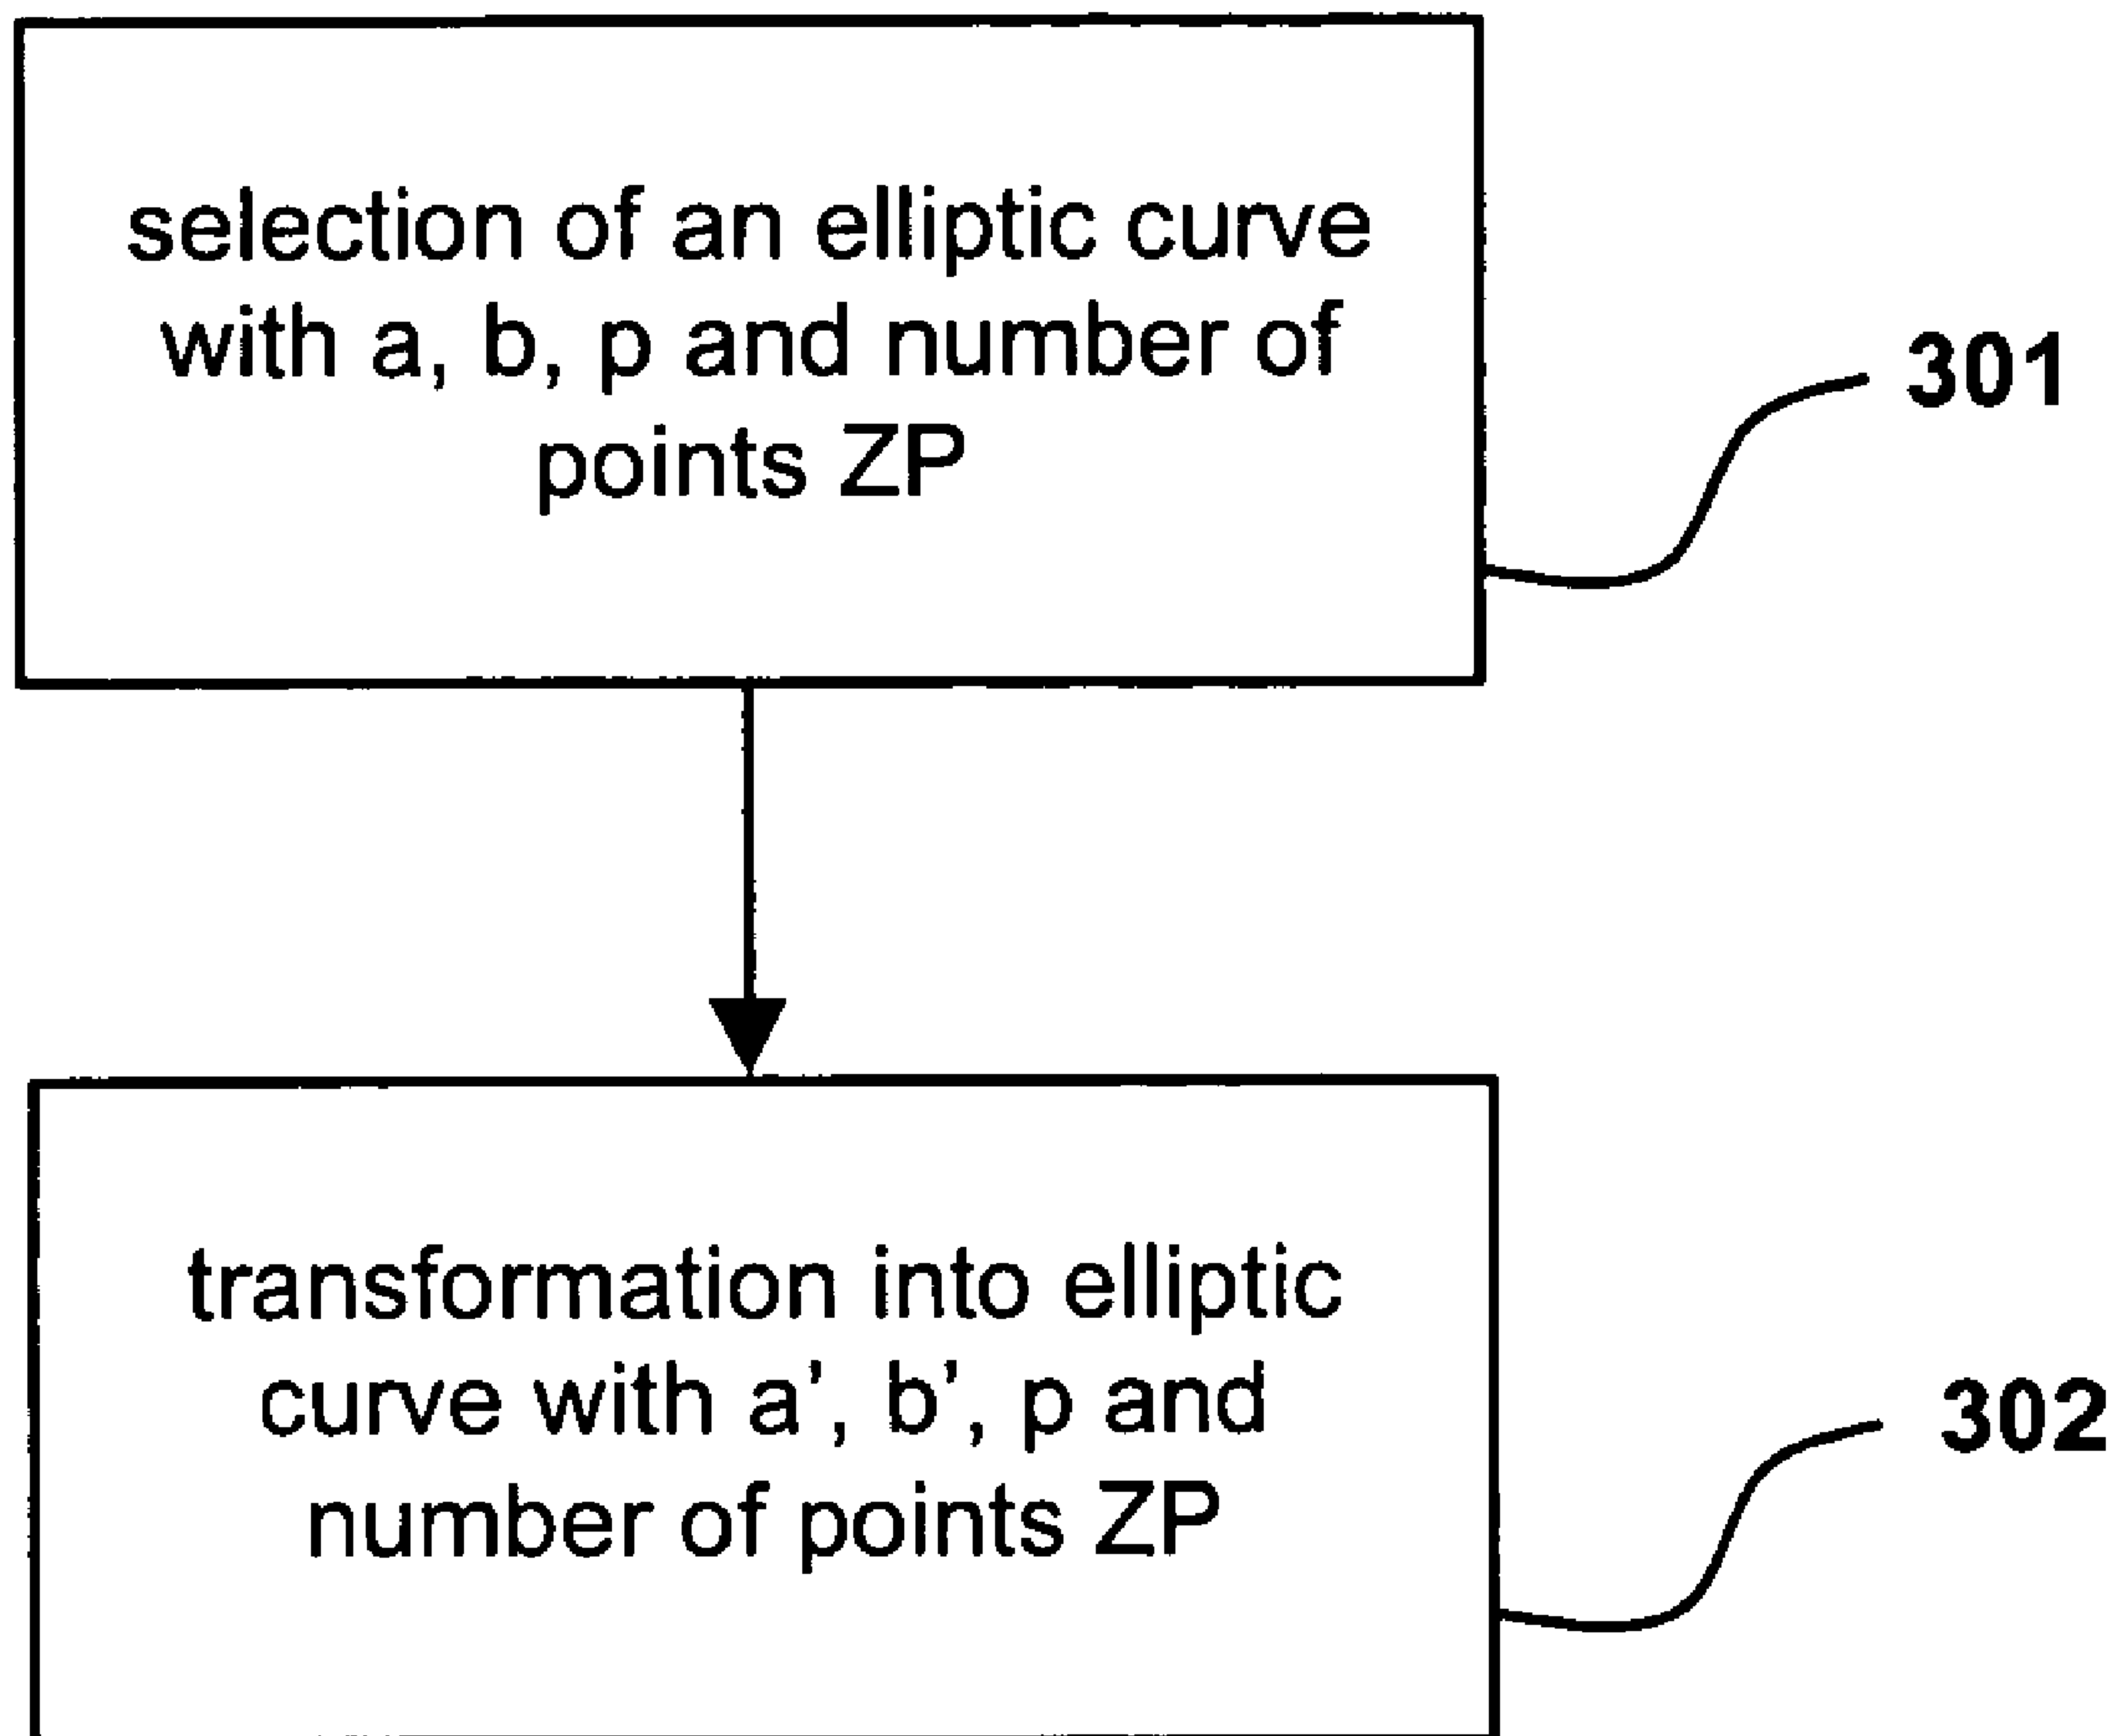 selection of an elliptic curve
with a, b, p and number of
points ZP
301
transformation into elliptic
curve with a', b', p and
number of points ZP
302